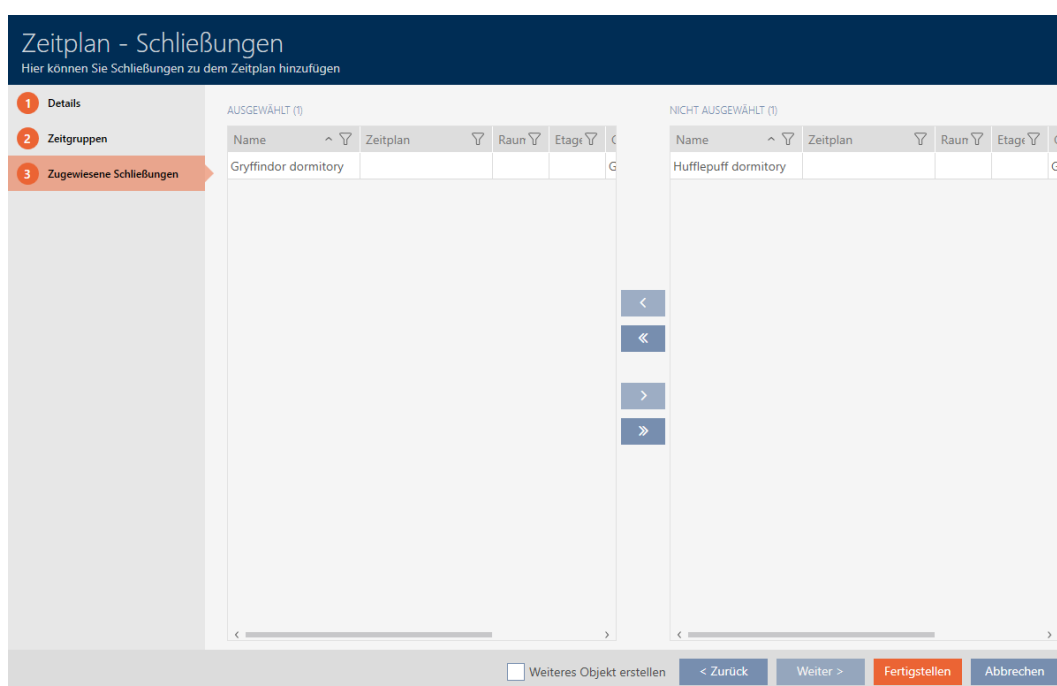 Zeitplan - Schließungen
Hier können Sie Schließungen zu dem Zeitplan hinzufügen
1 Details
2 Zeitgruppen
3 Zugewiesene Schließungen
AUSGEWÄHLT (1)
Name Zeitplan Raum Etage
Gryffindor dormitory G
NICHT AUSGEWÄHLT (1)
Name Zeitplan Raum Etage
Hufflepuff dormitory G
Weiteres Objekt erstellen
< Zurück
Weiter >
Fertigstellen
Abbrechen